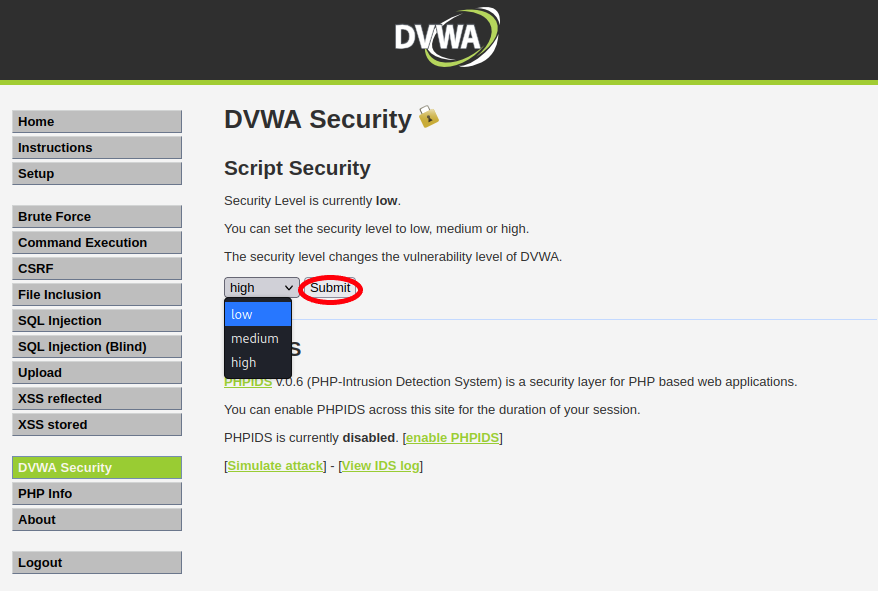 DVWA
Home
Instructions
Setup
Brute Force
Command Execution
CSRF
File Inclusion
SQL Injection
SQL Injection (Blind)
Upload
XSS reflected
XSS stored
DVWA Security
PHP Info
About
Logout
DVWA Security
Script Security
Security Level is currently low.
You can set the security level to low, medium or high.
The security level changes the vulnerability level of DVWA.
high Submit
low
medium
high
PHPIDS v.0.6 (PHP-Intrusion Detection System) is a security layer for PHP based web applications.
You can enable PHPIDS across this site for the duration of your session.
PHPIDS is currently disabled. [enable PHPIDS]
[Simulate attack] - [View IDS log]